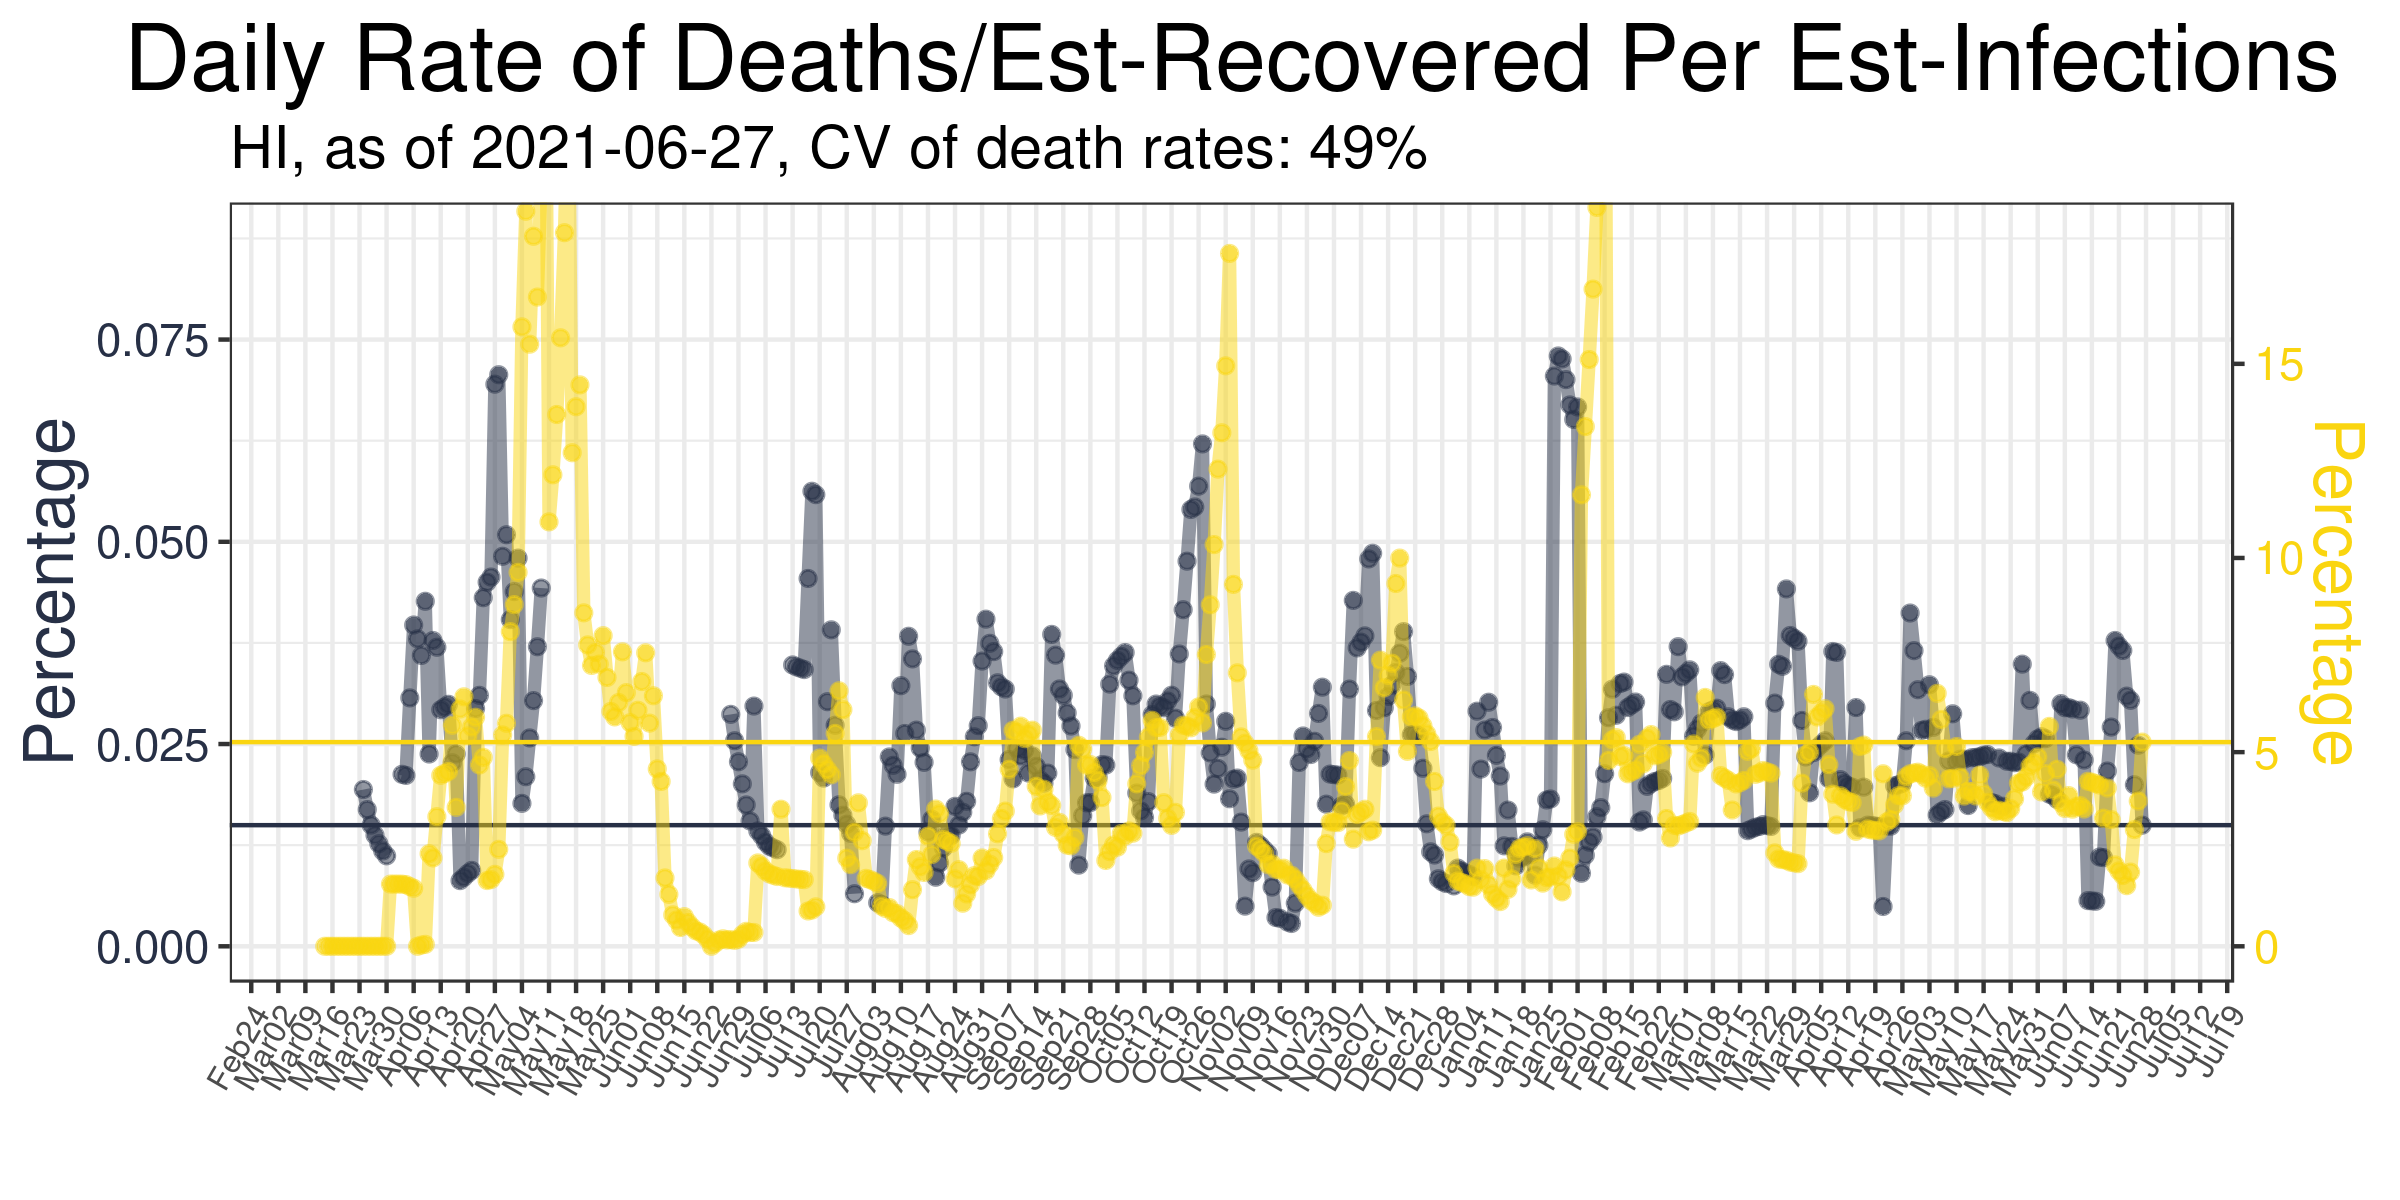 Daily Rate of Deaths/Est-Recovered Per Est-Infections
HI, as of 2021-06-27, CV of death rates: 49%
Percentage
0.075
0.050
0.025
0.000
15
10
5
0
Percentage
Feb24
Mar02
Mar09
Mar16
Mar23
Mar30
Apr06
Apr13
Apr20
Apr27
May04
May11
May18
May25
Jun01
Jun08
Jun15
Jun22
Jun29
Jul06
Jul13
Jul20
Jul27
Aug03
Aug10
Aug17
Aug24
Aug31
Sep07
Sep14
Sep21
Sep28
Oct05
Oct12
Oct19
Oct26
Nov02
Nov09
Nov16
Nov23
Nov30
Dec07
Dec14
Dec21
Dec28
Jan04
Jan11
Jan18
Jan25
Feb01
Feb08
Feb15
Feb22
Mar01
Mar08
Mar15
Mar22
Mar29
Apr05
Apr12
Apr19
Apr26
May03
May10
May17
May24
May31
Jun07
Jun14
Jun21
Jun28
Jul05
Jul12
Jul19